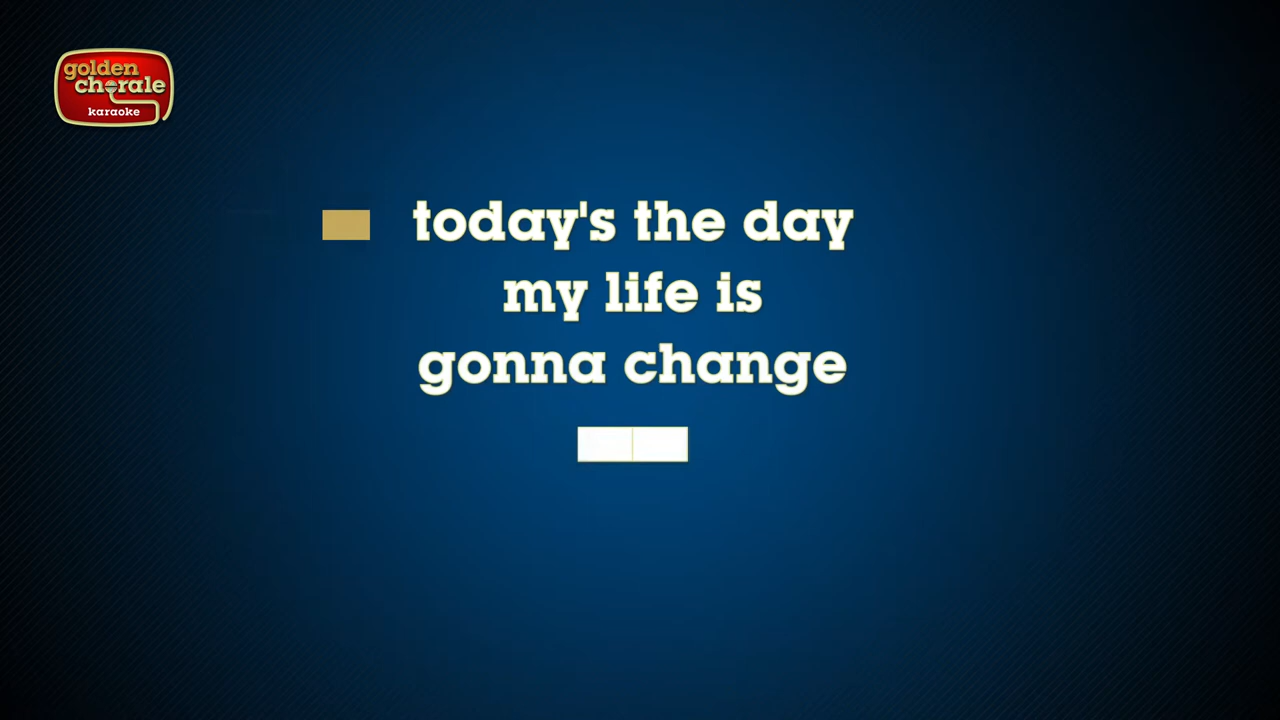 golden
chorale
karaoke
today's the day
my life is
gonna change